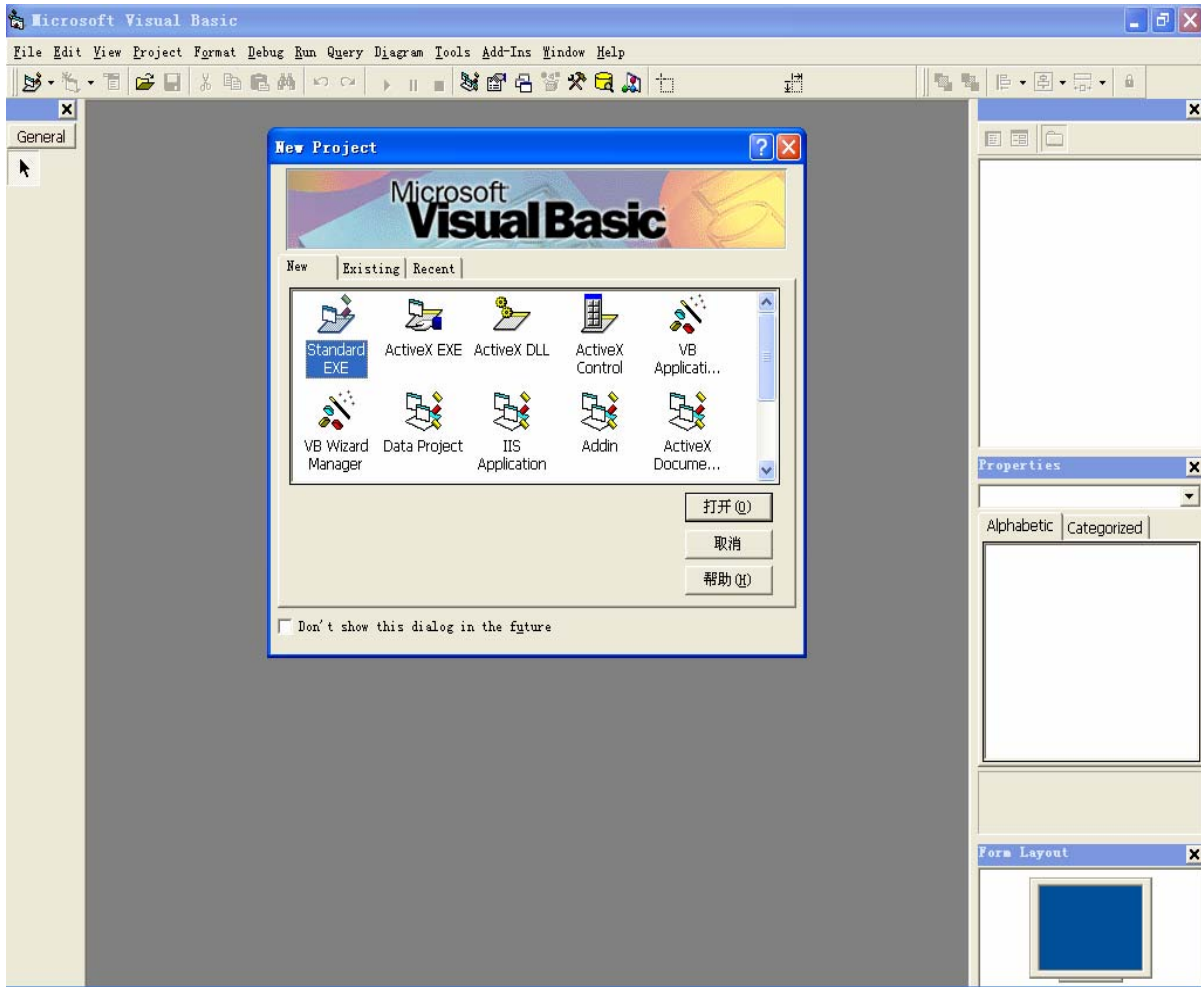 Microsoft Visual Basic
File Edit View Project Format Debug Run Query Diagram Tools Add-Ins Window Help
General
New Project
Microsoft
Visual Basic
New Existing Recent
Standard EXE
ActiveX EXE
ActiveX DLL
ActiveX Control
VB Applicati...
VB Wizard Manager
Data Project
IIS Application
Addin
ActiveX Docume...
打开(O)
取消
帮助(H)
Don't show this dialog in the future
Properties
Alphabetic Categorized
Form Layout